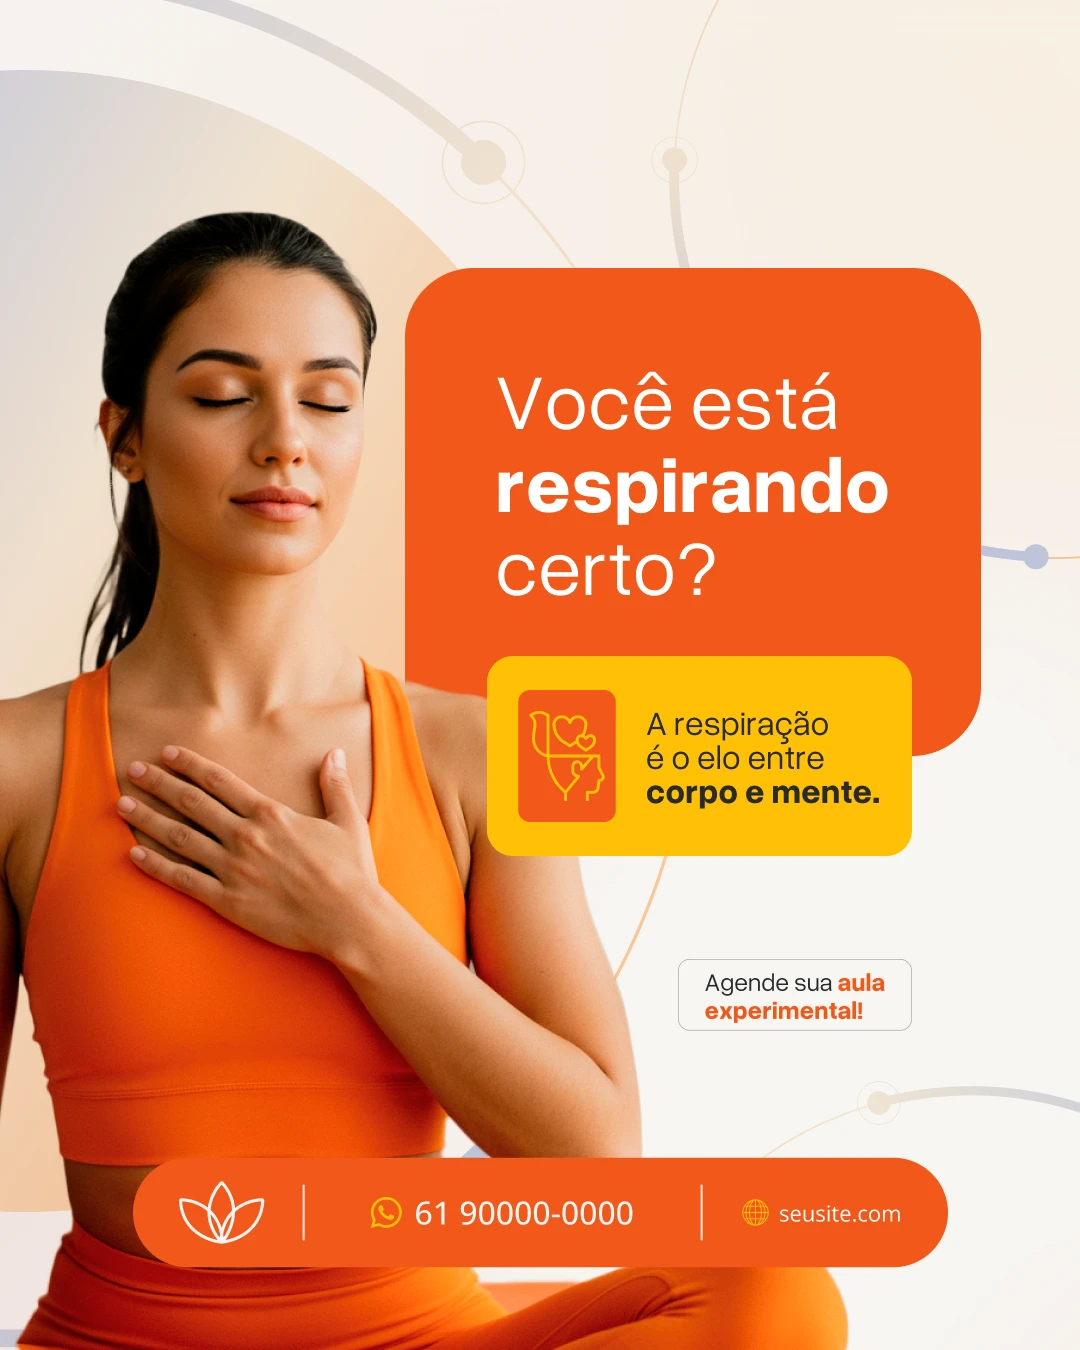 Você está
respirando
certo?
A respiração
é o elo entre
corpo e mente.
Agende sua aula
experimental!
61 90000-0000
seusite.com